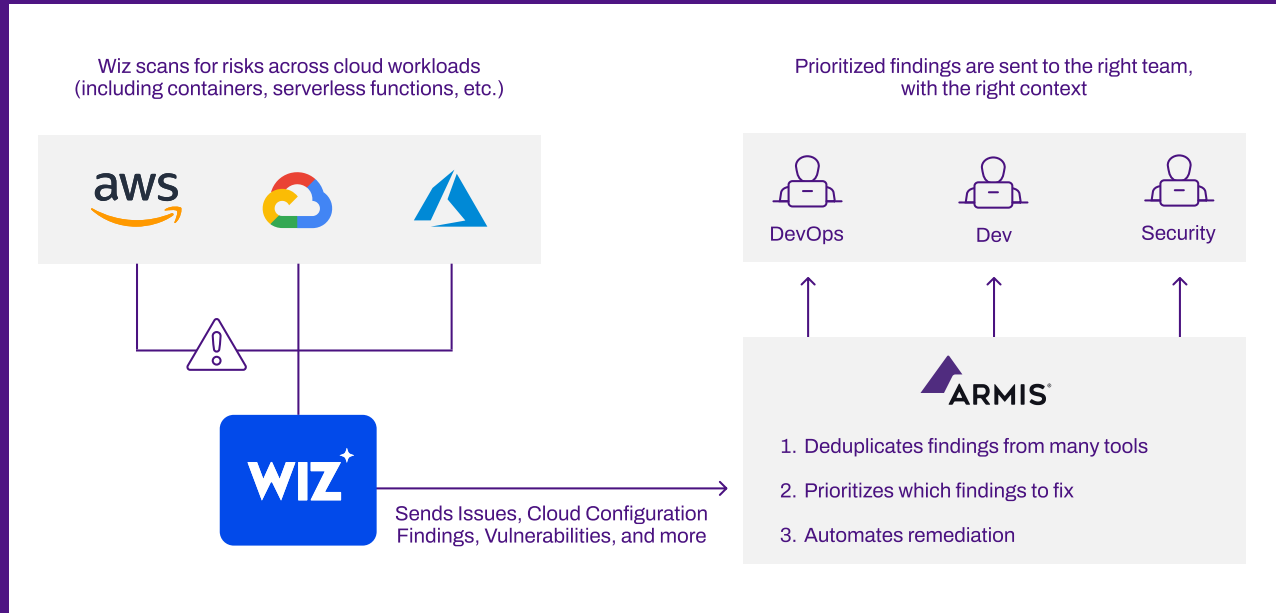 Wiz scans for risks across cloud workloads
(including containers, serverless functions, etc.)
aws
WIZ
Sends Issues, Cloud Configuration
Findings, Vulnerabilities, and more
Prioritized findings are sent to the right team,
with the right context
DevOps
Dev
Security
ARMIS®
1. Deduplicates findings from many tools
2. Prioritizes which findings to fix
3. Automates remediation